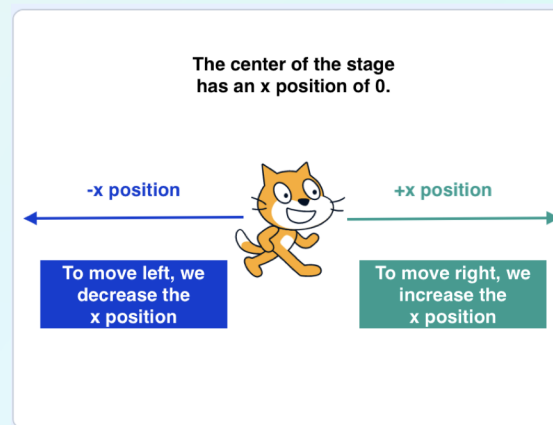 The center of the stage
has an x position of 0.
-x position
+x position
To move left, we
decrease the
x position
To move right, we
increase the
x position